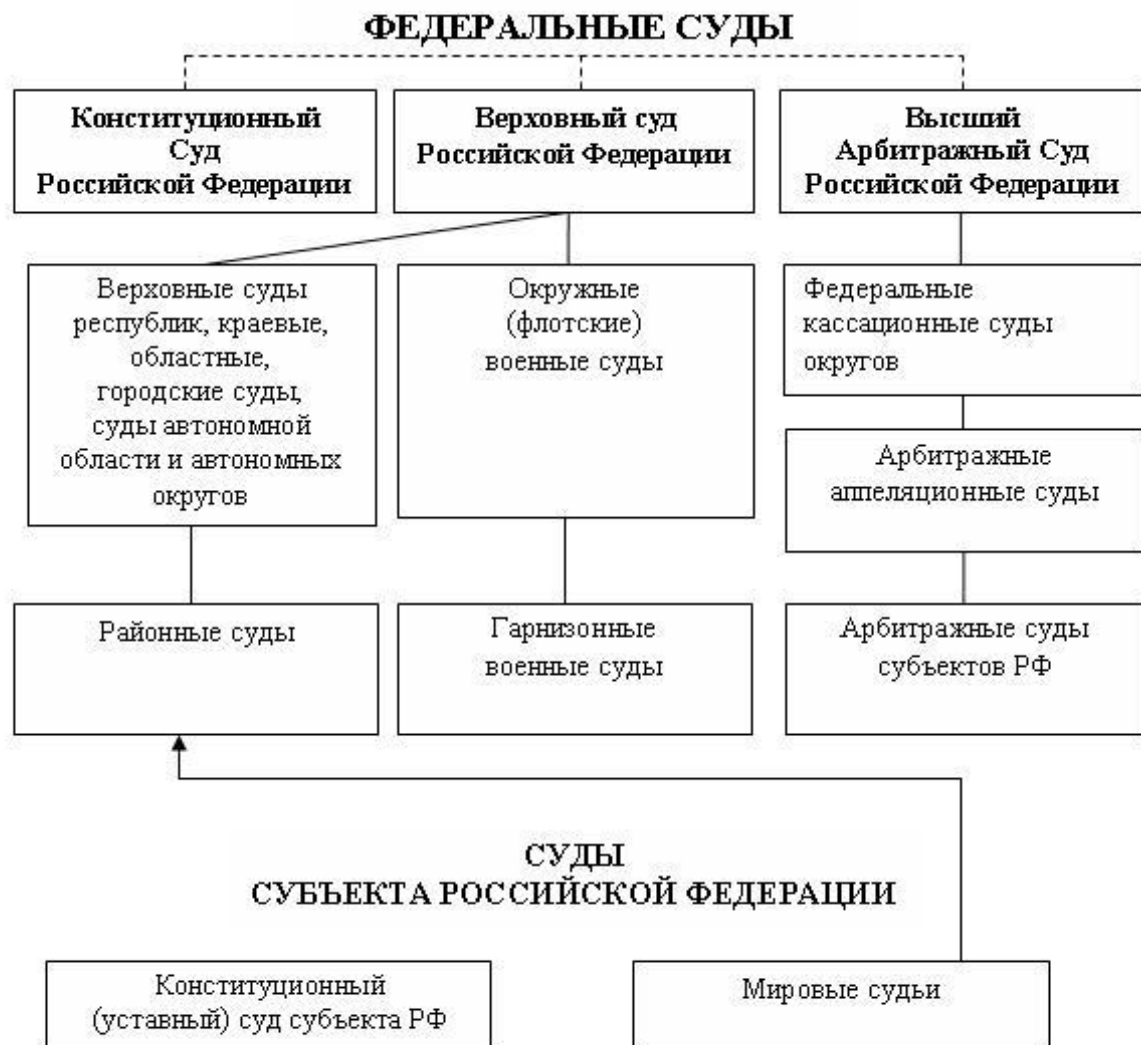 ФЕДЕРАЛЬНЫЕ СУДЫ
Конституционный
Суд
Российской Федерации
Верховный суд
Российской Федерации
Высший
Арбитражный Суд
Российской Федерации
Верховные суды
республик, краевые,
областные,
городские суды,
суды автономной
области и автономных
округов
Окружные
(флотские)
военные суды
Федеральные
кассационные суды
округов
Арбитражные
аппеляционные суды
Районные суды
Гарнизонные
военные суды
Арбитражные суды
субъектов РФ
СУДЫ
СУБЪЕКТА РОССИЙСКОЙ ФЕДЕРАЦИИ
Конституционный
(уставный) суд субъекта РФ
Мировые судьи